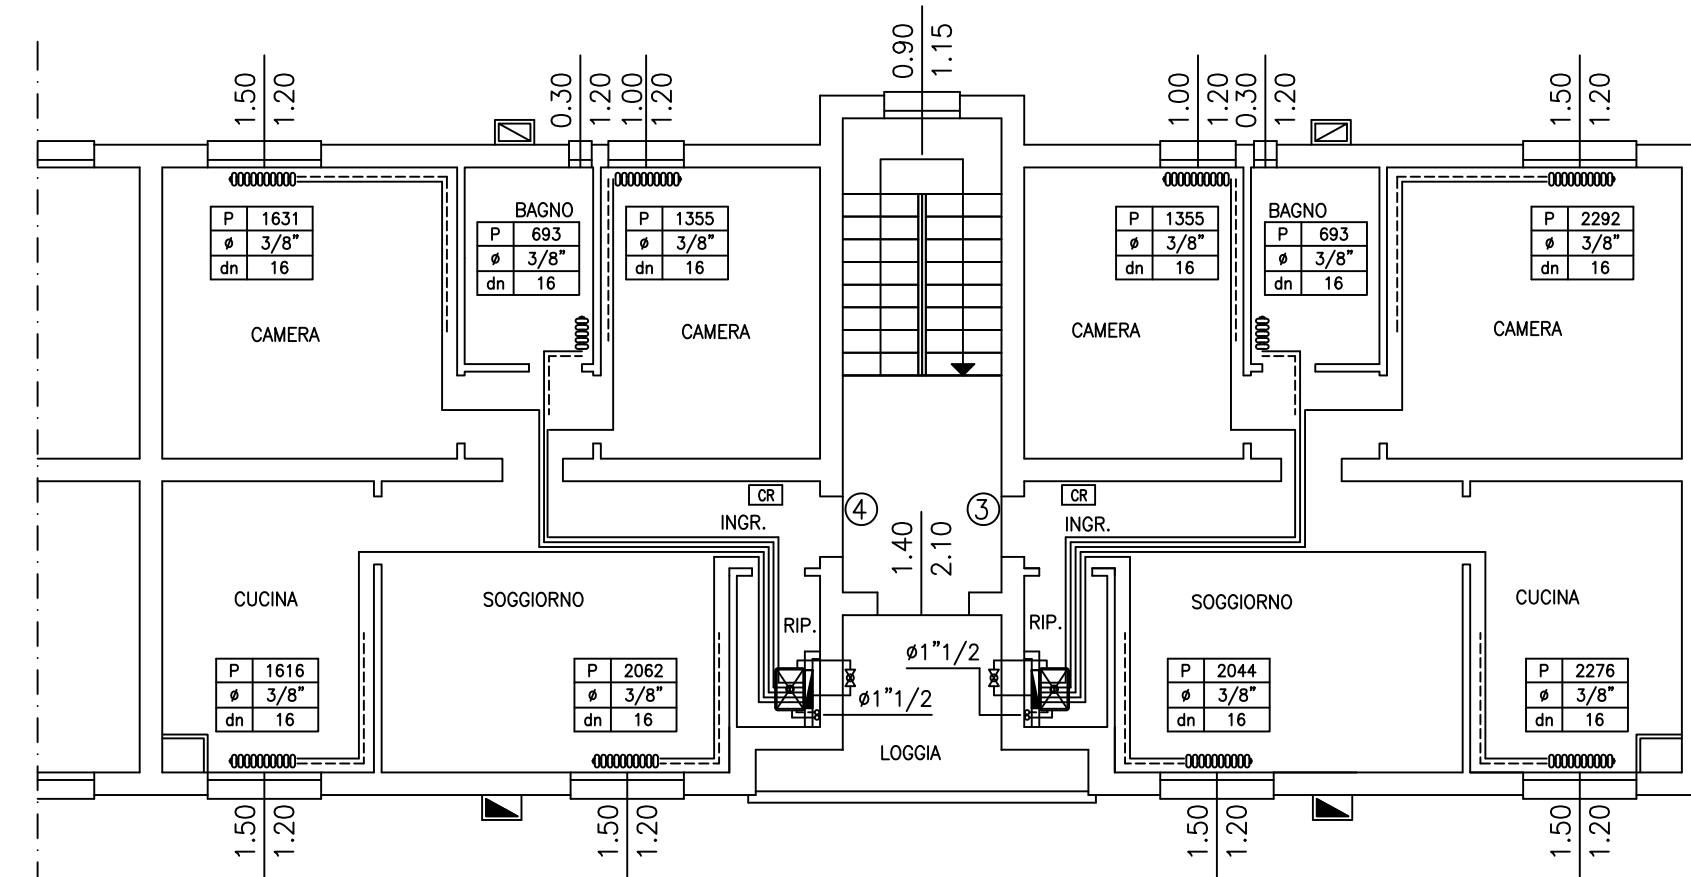 0.90
1.15
1.50
1.20
0.30
1.20
1.00
1.20
1.00
1.20
0.30
1.20
1.50
1.20
P 1631
ø 3/8"
dn 16
BAGNO
P 693
ø 3/8"
dn 16
P 1355
ø 3/8"
dn 16
P 1355
ø 3/8"
dn 16
BAGNO
P 693
ø 3/8"
dn 16
P 2292
ø 3/8"
dn 16
CAMERA
CAMERA
CAMERA
CAMERA
CR
4
3
CR
INGR.
INGR.
1.40
2.10
CUCINA
SOGGIORNO
SOGGIORNO
CUCINA
RIP.
RIP.
ø1"1/2
ø1"1/2
P 1616
ø 3/8"
dn 16
P 2062
ø 3/8"
dn 16
P 2044
ø 3/8"
dn 16
P 2276
ø 3/8"
dn 16
LOGGIA
1.50
1.20
1.50
1.20
1.50
1.20
1.50
1.20